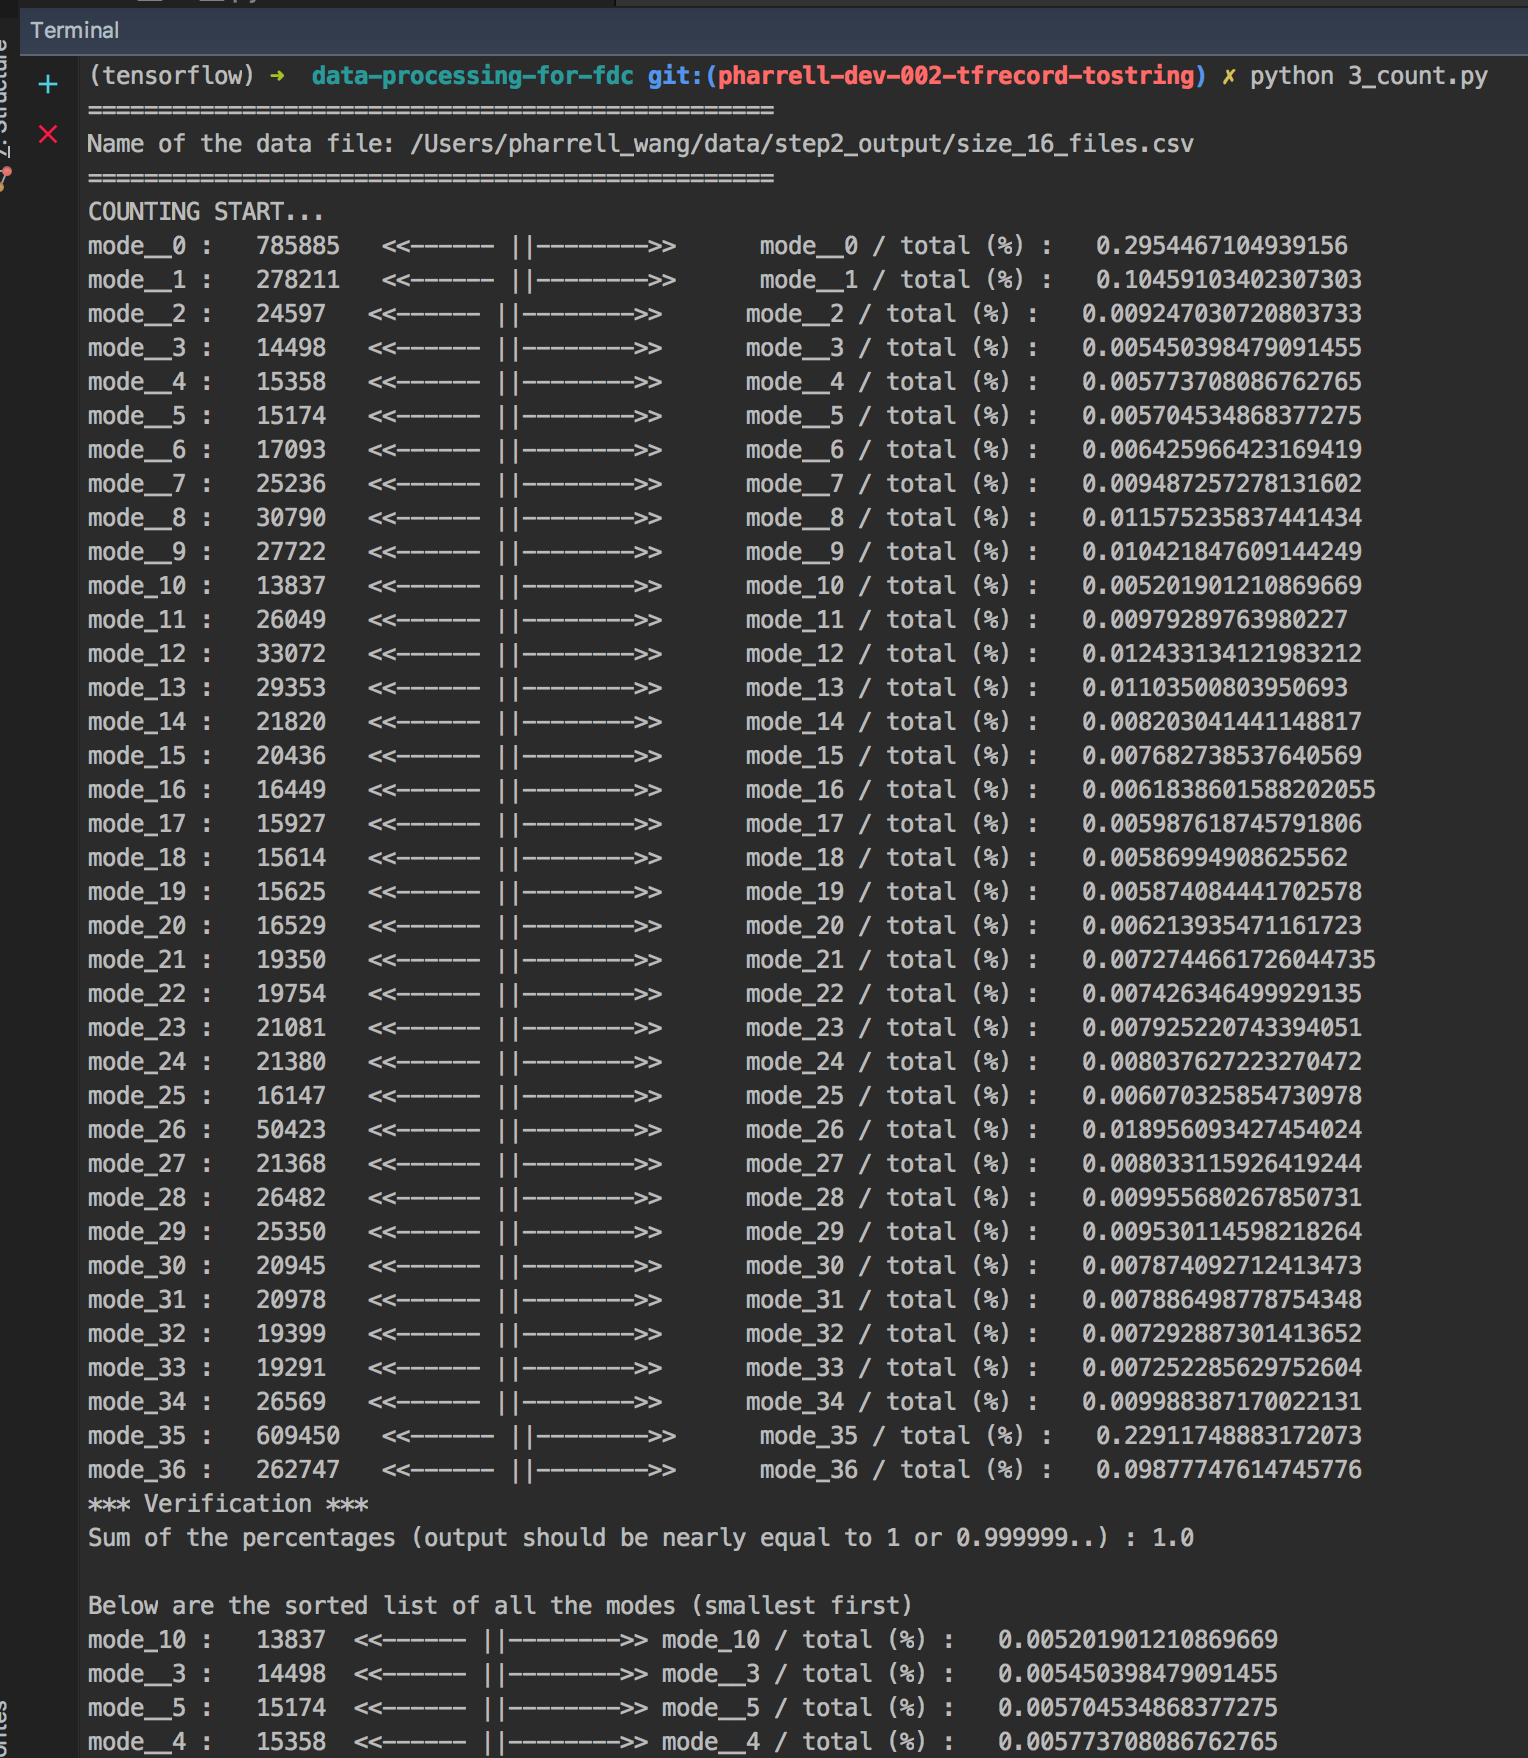 Terminal
(tensorflow) ➜  data-processing-for-fdc git:(pharrell-dev-002-tfrecord-tostring) ✗ python 3_count.py
=================================================
Name of the data file: /Users/pharrell_wang/data/step2_output/size_16_files.csv
=================================================
COUNTING START...
mode__0 :   785885   <<------- ||-------->>      mode__0 / total (%) :   0.2954467104939156
mode__1 :   278211   <<------- ||-------->>      mode__1 / total (%) :   0.10459103402307303
mode__2 :   24597   <<------- ||-------->>      mode__2 / total (%) :   0.009247030720803733
mode__3 :   14498   <<------- ||-------->>      mode__3 / total (%) :   0.005450398479091455
mode__4 :   15358   <<------- ||-------->>      mode__4 / total (%) :   0.005773708086762765
mode__5 :   15174   <<------- ||-------->>      mode__5 / total (%) :   0.005704534868377275
mode__6 :   17093   <<------- ||-------->>      mode__6 / total (%) :   0.006425966423169419
mode__7 :   25236   <<------- ||-------->>      mode__7 / total (%) :   0.009487257278131602
mode__8 :   30790   <<------- ||-------->>      mode__8 / total (%) :   0.011575235837441434
mode__9 :   27722   <<------- ||-------->>      mode__9 / total (%) :   0.010421847609144249
mode_10 :   13837   <<------- ||-------->>      mode_10 / total (%) :   0.005201901210869669
mode_11 :   26049   <<------- ||-------->>      mode_11 / total (%) :   0.00979289763980227
mode_12 :   33072   <<------- ||-------->>      mode_12 / total (%) :   0.012433134121983212
mode_13 :   29353   <<------- ||-------->>      mode_13 / total (%) :   0.01103500803950693
mode_14 :   21820   <<------- ||-------->>      mode_14 / total (%) :   0.008203041441148817
mode_15 :   20436   <<------- ||-------->>      mode_15 / total (%) :   0.007682738537640569
mode_16 :   16449   <<------- ||-------->>      mode_16 / total (%) :   0.0061838601588202055
mode_17 :   15927   <<------- ||-------->>      mode_17 / total (%) :   0.005987618745791806
mode_18 :   15614   <<------- ||-------->>      mode_18 / total (%) :   0.00586994908625562
mode_19 :   15625   <<------- ||-------->>      mode_19 / total (%) :   0.005874084441702578
mode_20 :   16529   <<------- ||-------->>      mode_20 / total (%) :   0.006213935471161723
mode_21 :   19350   <<------- ||-------->>      mode_21 / total (%) :   0.0072744661726044735
mode_22 :   19754   <<------- ||-------->>      mode_22 / total (%) :   0.007426346499929135
mode_23 :   21081   <<------- ||-------->>      mode_23 / total (%) :   0.007925220743394051
mode_24 :   21380   <<------- ||-------->>      mode_24 / total (%) :   0.008037627223270472
mode_25 :   16147   <<------- ||-------->>      mode_25 / total (%) :   0.006070325854730978
mode_26 :   50423   <<------- ||-------->>      mode_26 / total (%) :   0.018956093427454024
mode_27 :   21368   <<------- ||-------->>      mode_27 / total (%) :   0.008033115926419244
mode_28 :   26482   <<------- ||-------->>      mode_28 / total (%) :   0.009955680267850731
mode_29 :   25350   <<------- ||-------->>      mode_29 / total (%) :   0.009530114598218264
mode_30 :   20945   <<------- ||-------->>      mode_30 / total (%) :   0.007874092712413473
mode_31 :   20978   <<------- ||-------->>      mode_31 / total (%) :   0.007886498778754348
mode_32 :   19399   <<------- ||-------->>      mode_32 / total (%) :   0.007292887301413652
mode_33 :   19291   <<------- ||-------->>      mode_33 / total (%) :   0.007252285629752604
mode_34 :   26569   <<------- ||-------->>      mode_34 / total (%) :   0.009988387170022131
mode_35 :   609450   <<------- ||-------->>      mode_35 / total (%) :   0.22911748883172073
mode_36 :   262747   <<------- ||-------->>      mode_36 / total (%) :   0.09877747614745776
*** Verification ***
Sum of the percentages (output should be nearly equal to 1 or 0.999999..) : 1.0
Below are the sorted list of all the modes (smallest first)
mode_10 :   13837  <<------- ||-------->> mode_10 / total (%) :   0.005201901210869669
mode__3 :   14498  <<------- ||-------->> mode__3 / total (%) :   0.005450398479091455
mode__5 :   15174  <<------- ||-------->> mode__5 / total (%) :   0.005704534868377275
mode__4 :   15358  <<------- ||-------->> mode__4 / total (%) :   0.005773708086762765